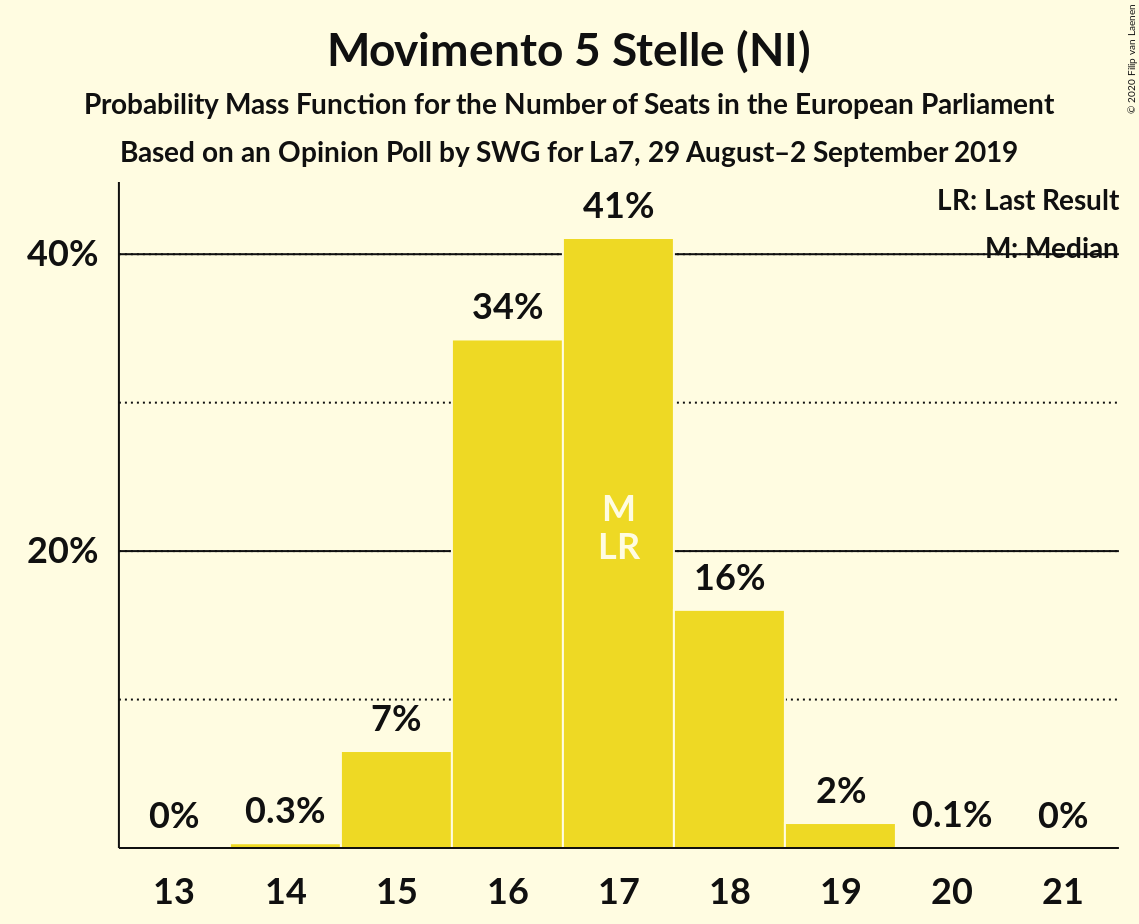 Movimento 5 Stelle (NI)
Probability Mass Function for the Number of Seats in the European Parliament
Based on an Opinion Poll by SWG for La7, 29 August–2 September 2019
© 2020 Filip van Laenen
LR: Last Result
M: Median
40%
20%
0%
0.3%
7%
34%
41%
16%
2%
0.1%
0%
M
LR
13 14 15 16 17 18 19 20 21